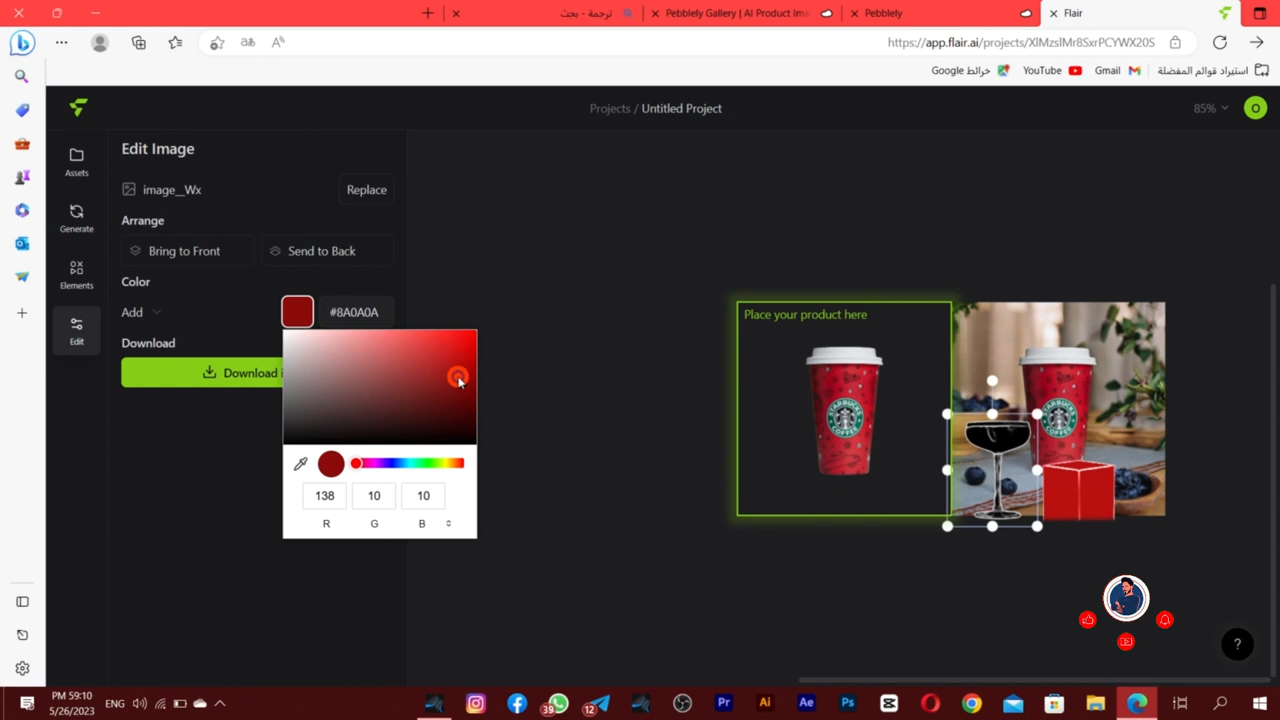 ترجمة - بحث
Pebblely Gallery | AI Product Ima
Pebblely
Flair
https://app.flair.ai/projects/XlMzslMr8SxrPCYWX20S
خرائط Google
YouTube
Gmail
استيراد قوائم المفضلة
Projects / Untitled Project
85%
O
Assets
Generate
Elements
Edit
Edit Image
image__Wx
Replace
Arrange
Bring to Front
Send to Back
Color
Add
#8A0A0A
Download
Download i
138
10
10
R
G
B
Place your product here
STARBUCKS
COFFEE
STARBUCKS
COFFEE
?
PM 59:10
5/26/2023
ENG
39
12
Pr
Ai
Ae
Ps